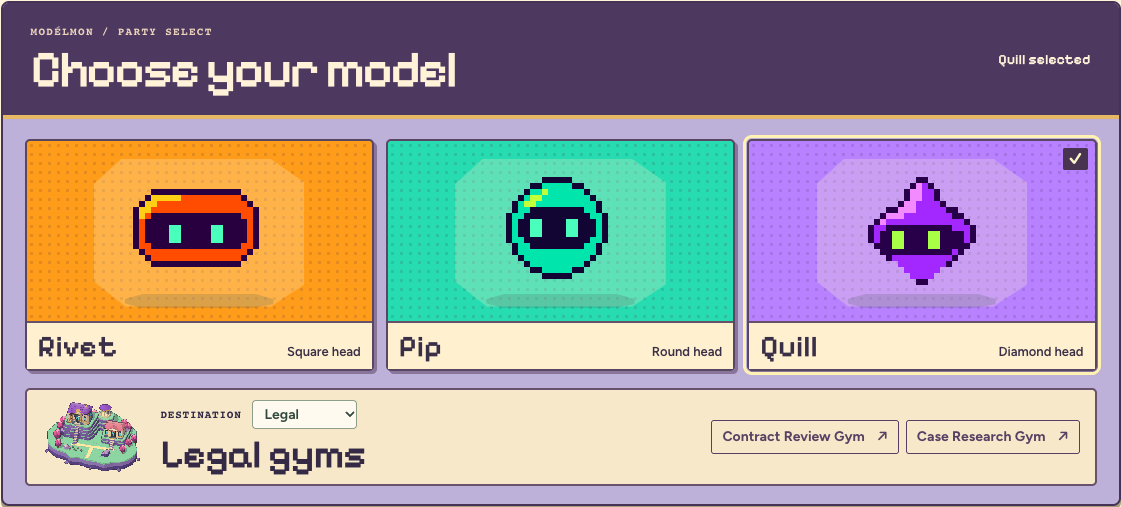 MODÉLMON / PARTY SELECT
Choose your model
Quill selected
Rivet
Square head
Pip
Round head
Quill
Diamond head
DESTINATION
Legal
Legal gyms
Contract Review Gym ↗
Case Research Gym ↗